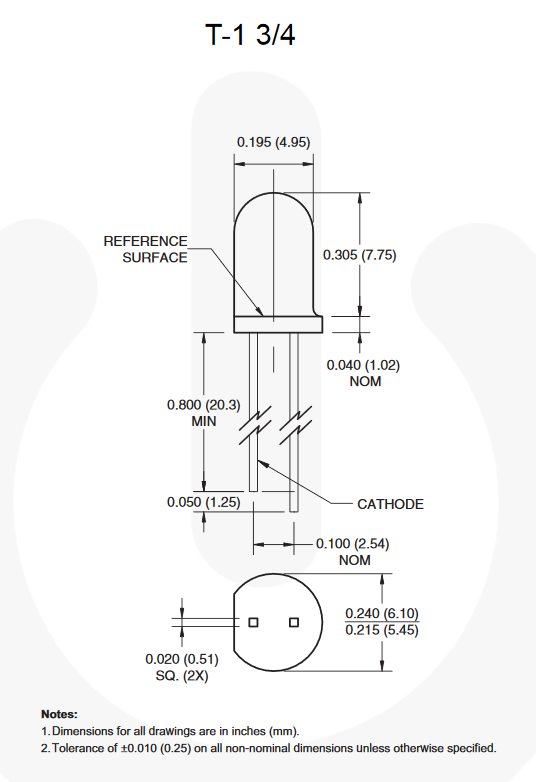 T-1 3/4
0.195 (4.95)
REFERENCE
SURFACE
0.305 (7.75)
0.040 (1.02)
NOM
0.800 (20.3)
MIN
0.050 (1.25)
CATHODE
0.100 (2.54)
NOM
0.240 (6.10)
0.215 (5.45)
0.020 (0.51)
SQ. (2X)
Notes:
1. Dimensions for all drawings are in inches (mm).
2. Tolerance of ±0.010 (0.25) on all non-nominal dimensions unless otherwise specified.